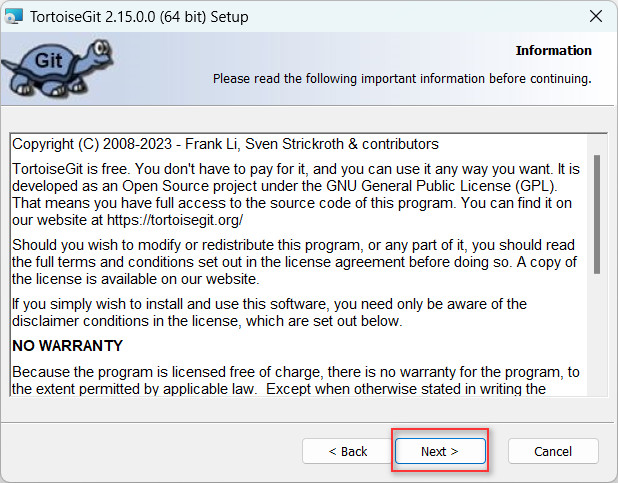 TortoiseGit 2.15.0.0 (64 bit) Setup
Git
Information
Please read the following important information before continuing.
Copyright (C) 2008-2023 - Frank Li, Sven Strickroth & contributors
TortoiseGit is free. You don't have to pay for it, and you can use it any way you want. It is
developed as an Open Source project under the GNU General Public License (GPL).
That means you have full access to the source code of this program. You can find it on
our website at https://tortoisegit.org/
Should you wish to modify or redistribute this program, or any part of it, you should read
the full terms and conditions set out in the license agreement before doing so. A copy of
the license is available on our website.
If you simply wish to install and use this software, you need only be aware of the
disclaimer conditions in the license, which are set out below.
NO WARRANTY
Because the program is licensed free of charge, there is no warranty for the program, to
the extent permitted by applicable law.  Except when otherwise stated in writing the
< Back
Next >
Cancel